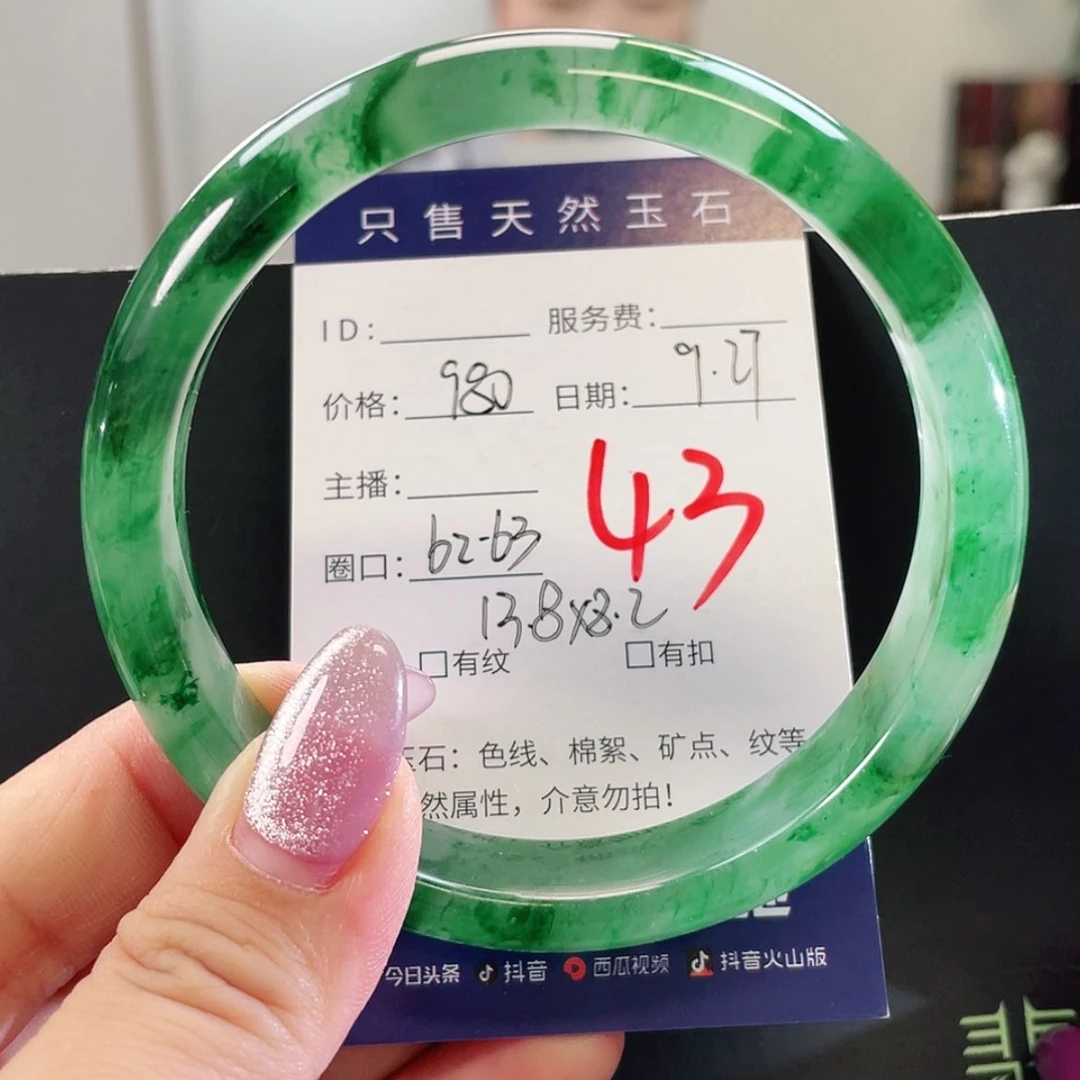 只售天然玉石
ID: 服务费:
价格: 980 日期: 9.27
主播:
43
圈口: 62-63
13.8x8.2
□有纹 □有扣
玉石：色线、棉絮、矿点、纹等
然属性，介意勿拍！
今日头条 抖音 西瓜视频 抖音火山版
翡